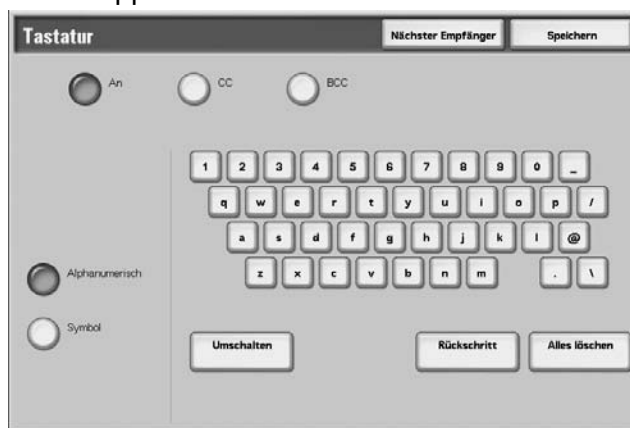 Tastatur Nächster Empfänger Speichern
An CC BCC
1 2 3 4 5 6 7 8 9 0 _
q w e r t y u i o p /
a s d f g h j k l @
z x c v b n m . \
Alphanumerisch
Symbol
Umschalten Rückschritt Alles löschen